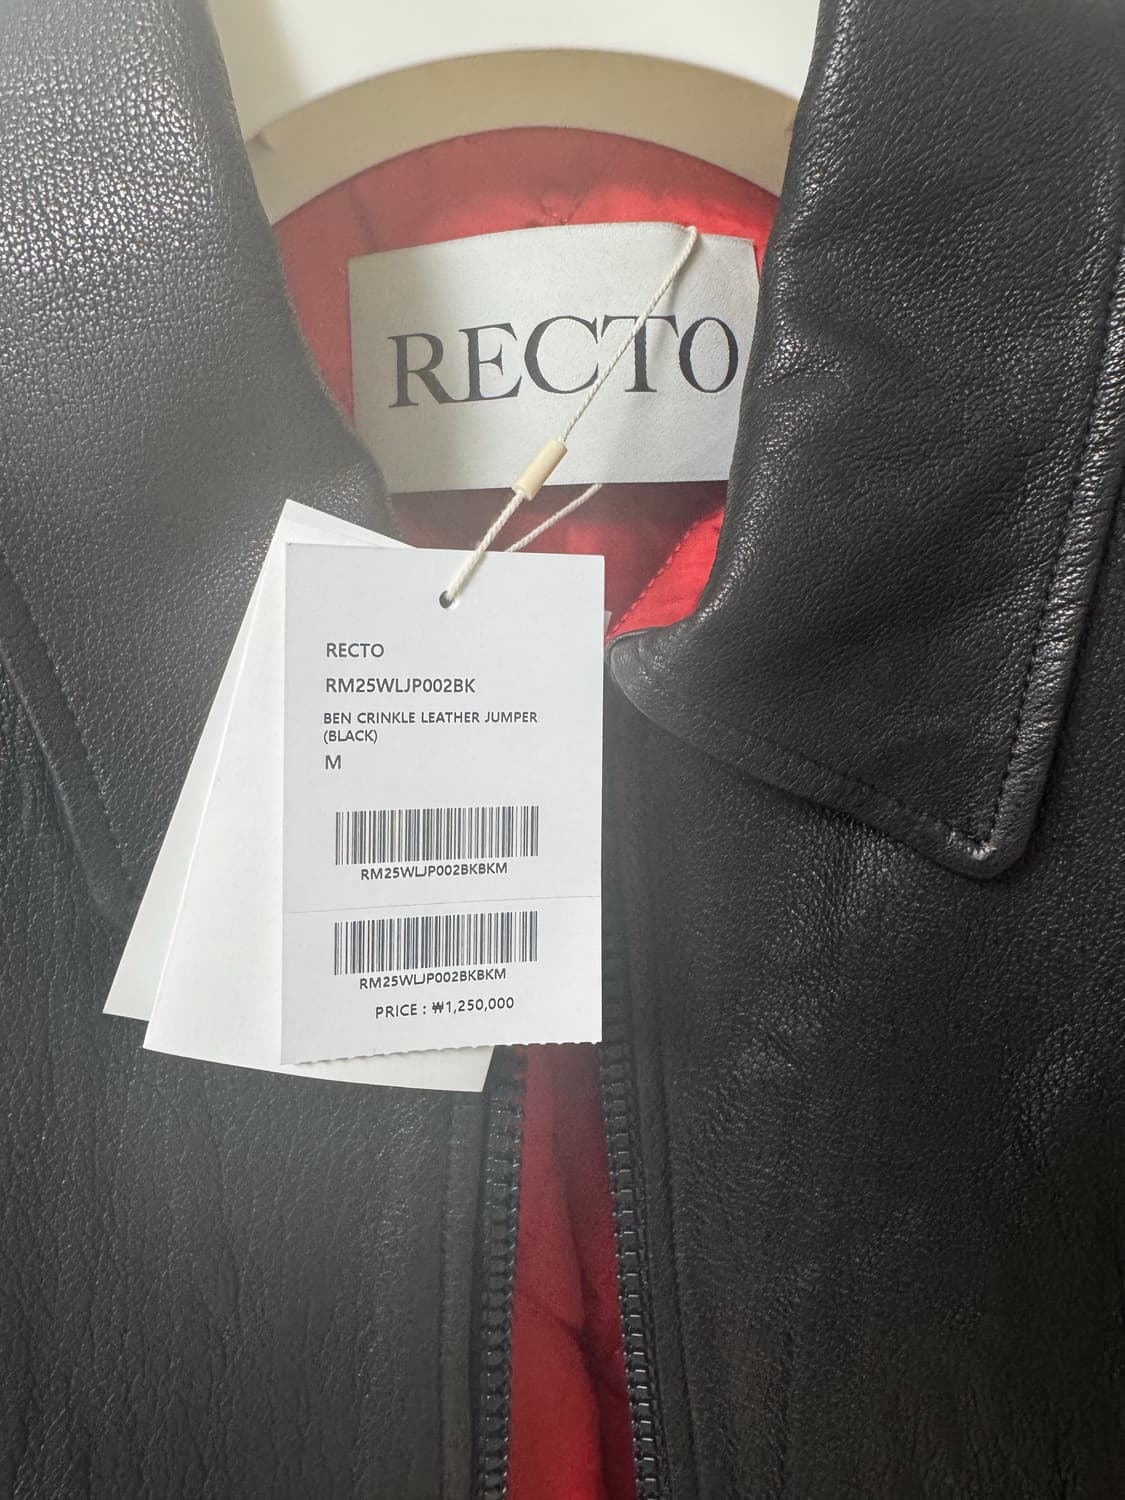 RECTO
RECTO
RM25WLJP002BK
BEN CRINKLE LEATHER JUMPER
(BLACK)
M
RM25WLJP002BKBKM
RM25WLJP002BKBKM
PRICE : ₩1,250,000